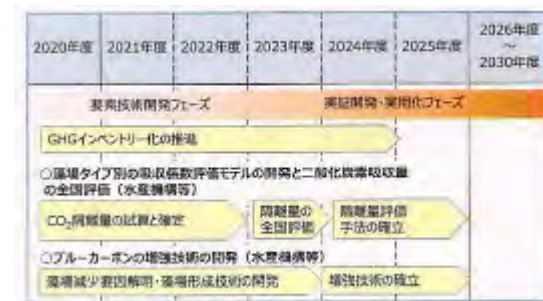 2020年度 2021年度 2022年度 2023年度 2024年度 2025年度 2026年度
～
2030年度
要素技術開発フェーズ 実証開発・実用化フェーズ
GHGインベントリー化の推進
○藻場タイプ別の吸収係数評価モデルの開発と二酸化炭素吸収量
の全国評価（水産機構等）
CO₂隔離量の試算と確定
隔離量の
全国評価
隔離量評価
手法の確立
○ブルーカーボンの増強技術の開発（水産機構等）
藻場減少要因解明・藻場形成技術の開発
増強技術の確立